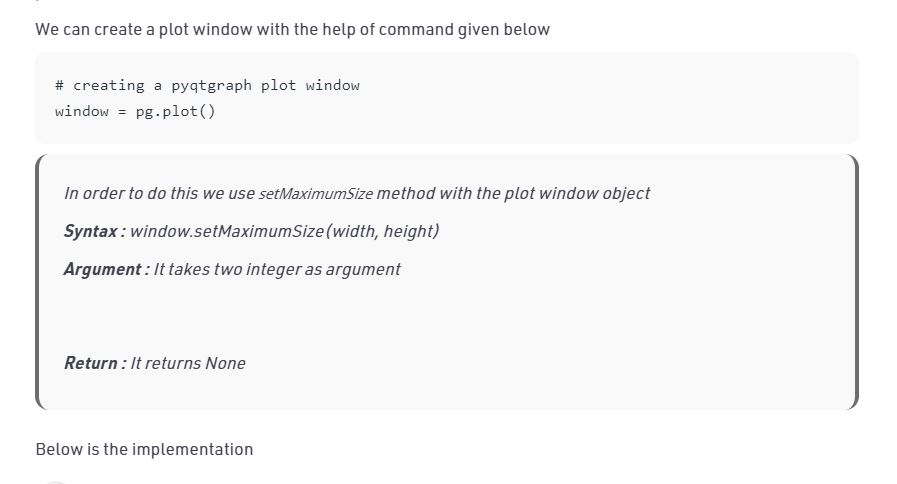 We can create a plot window with the help of command given below
# creating a pyqtgraph plot window
window = pg.plot()
In order to do this we use setMaximumSize method with the plot window object
Syntax : window.setMaximumSize(width, height)
Argument : It takes two integer as argument
Return : It returns None
Below is the implementation